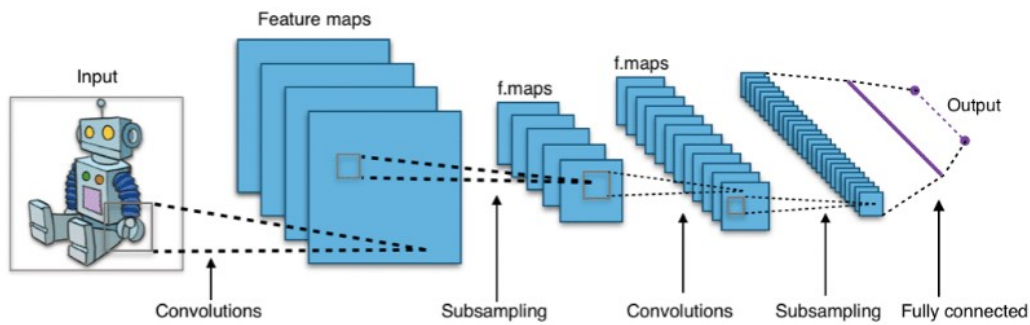 Feature maps
Input
f.maps
f.maps
Output
Convolutions
Subsampling
Convolutions
Subsampling
Fully connected